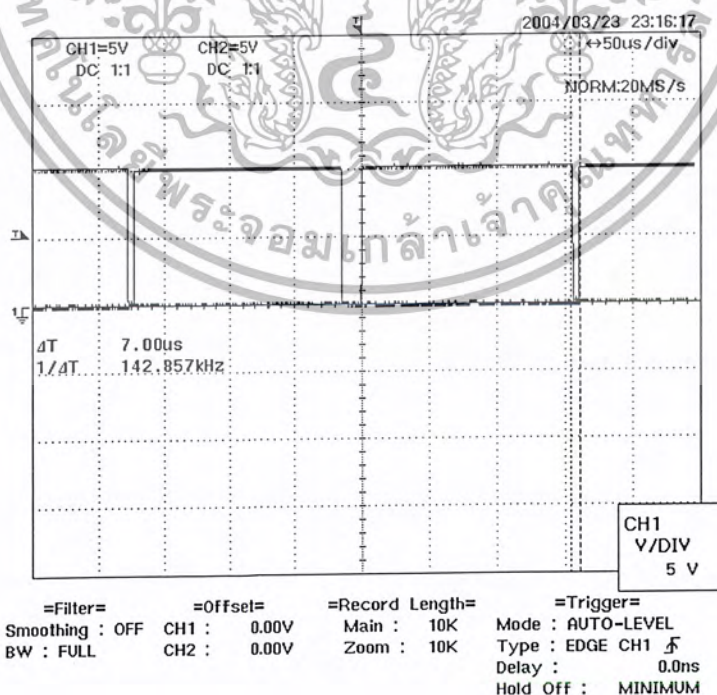 2004/03/23 23:16:17
CH1=5V CH2=5V ↔50us/div
DC 1:1 DC 1:1
NORM:20MS/s
ΔT 7.00us
1/ΔT 142.857kHz
CH1
V/DIV
5 V
=Filter= =Offset= =Record Length= =Trigger=
Smoothing : OFF CH1 : 0.00V Main : 10K Mode : AUTO-LEVEL
BW : FULL CH2 : 0.00V Zoom : 10K Type : EDGE CH1
Delay : 0.0ns
Hold Off : MINIMUM